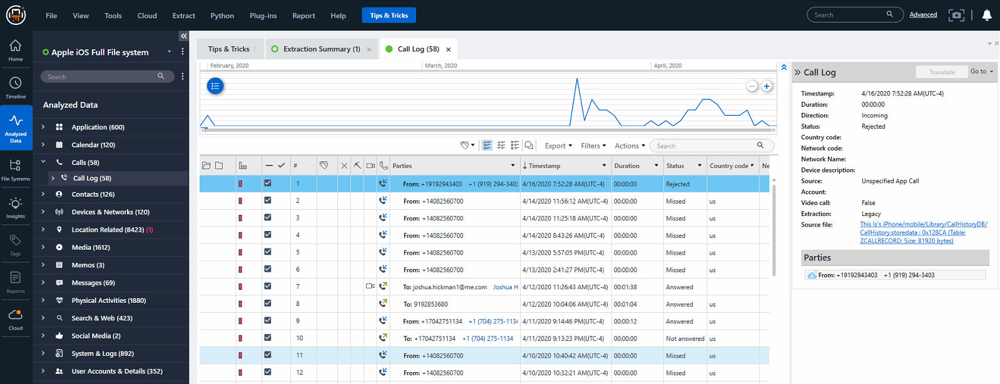 File View Tools Cloud Extract Python Plug-ins Report Help Tips & Tricks Search Advanced
Home
Timeline
Analyzed
Data
File Systems
Insights
Tags
Reports
Cloud
Apple iOS Full File system
Search
Analyzed Data
Application (600)
Calendar (120)
Calls (58)
Call Log (58)
Contacts (126)
Devices & Networks (120)
Location Related (8423) (1)
Media (1612)
Memos (3)
Messages (69)
Physical Activities (1880)
Search & Web (423)
Social Media (2)
System & Logs (892)
User Accounts & Details (352)
Tips & Tricks Extraction Summary (1) Call Log (58)
February, 2020 March, 2020 April, 2020
Export Filters Actions Search
# Parties Timestamp Duration Status Country code Ne
1 From: +19192943403 +1 (919) 294-3403 4/16/2020 7:52:28 AM(UTC-4) 00:00:00 Rejected
2 From: +14082560700 4/14/2020 11:56:12 AM(UTC-4) 00:00:00 Missed us
3 From: +14082560700 4/14/2020 11:25:18 AM(UTC-4) 00:00:00 Missed us
4 From: +14082560700 4/14/2020 8:43:26 AM(UTC-4) 00:00:00 Missed us
5 From: +14082560700 4/13/2020 5:57:05 PM(UTC-4) 00:00:00 Missed us
6 From: +14082560700 4/13/2020 2:41:27 PM(UTC-4) 00:00:00 Missed us
7 To: joshua.hickman1@me.com Joshua H 4/12/2020 11:26:43 AM(UTC-4) 00:01:38 Answered
8 To: 9192853680 4/12/2020 10:04:06 AM(UTC-4) 00:01:04 Answered us
9 From: +17042751134 +1 (704) 275-1134 4/11/2020 9:14:46 PM(UTC-4) 00:00:12 Answered us
10 To: +17042751134 +1 (704) 275-1134 4/11/2020 9:13:23 PM(UTC-4) 00:00:00 Not answered us
11 From: +14082560700 4/10/2020 10:40:42 AM(UTC-4) 00:00:00 Missed us
12 From: +14082560700 4/10/2020 10:32:21 AM(UTC-4) 00:00:00 Missed us
Call Log Translate Go to
Timestamp: 4/16/2020 7:52:28 AM(UTC-4)
Duration: 00:00:00
Direction: Incoming
Status: Rejected
Country code:
Network code:
Network Name:
Device description:
Source: Unspecified App Call
Account:
Video call: False
Extraction: Legacy
Source file: This Is's iPhone/mobile/Library/CallHistoryDB/
CallHistory.storedata : 0x128CA (Table:
ZCALLRECORD; Size: 81920 bytes)
Parties
From: +19192943403 +1 (919) 294-3403